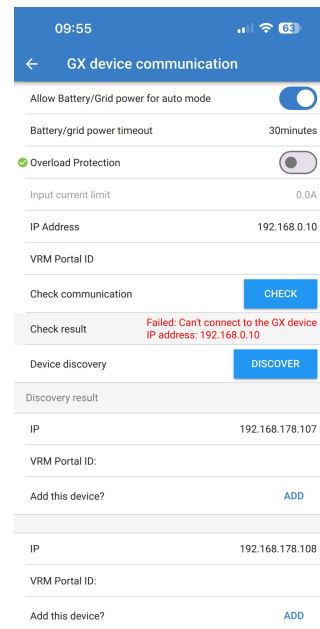 09:55
63
GX device communication
Allow Battery/Grid power for auto mode
Battery/grid power timeout 30minutes
Overload Protection
Input current limit 0.0A
IP Address 192.168.0.10
VRM Portal ID
Check communication CHECK
Check result Failed: Can't connect to the GX device
IP address: 192.168.0.10
Device discovery DISCOVER
Discovery result
IP 192.168.178.107
VRM Portal ID:
Add this device? ADD
IP 192.168.178.108
VRM Portal ID:
Add this device? ADD